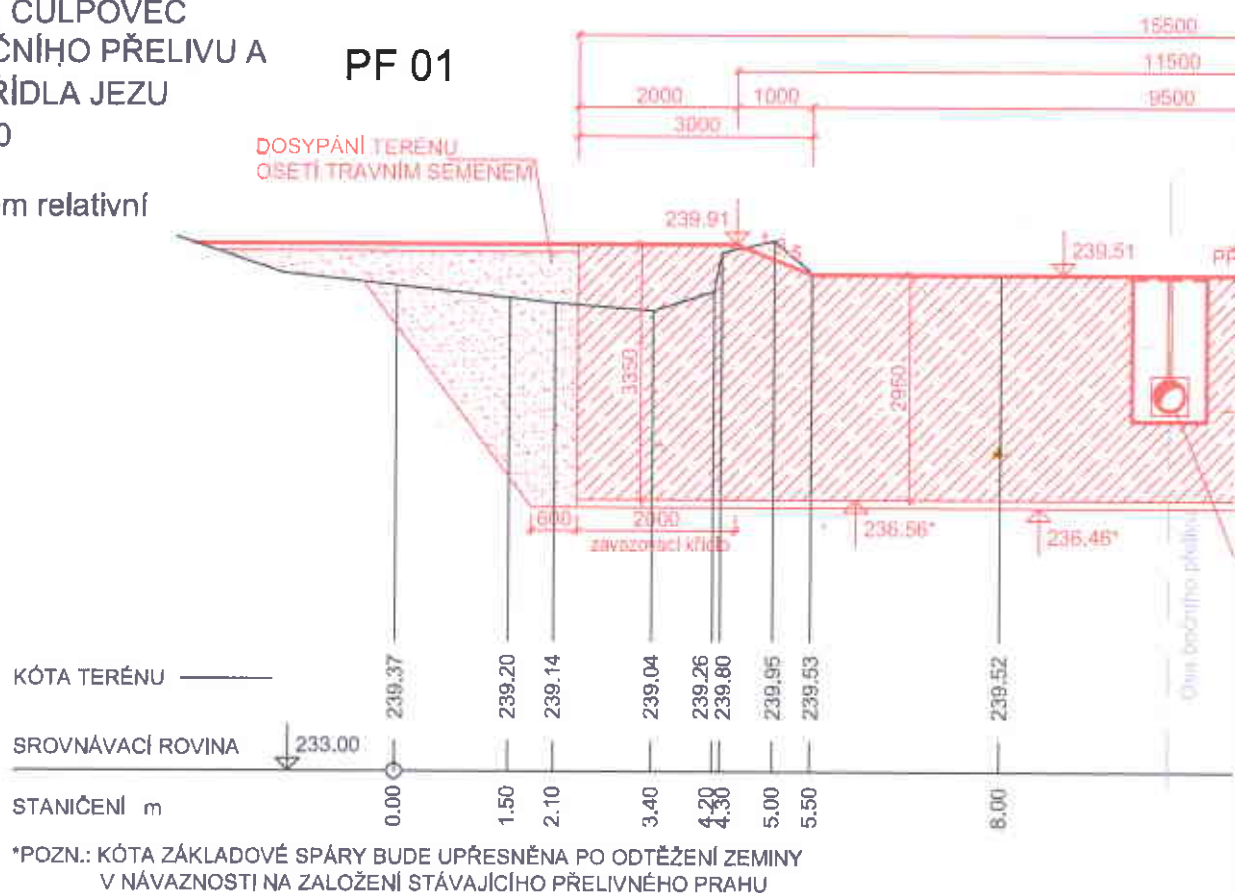 CULPOVEC
ČNÍHO PŘELIVU A
ŘÍDLA JEZU
0
m relativní
PF 01
15500
11500
2000 1000 9500
3000
DOSYPÁNÍ TERÉNU
OSETÍ TRAVNÍM SEMENEM
239.91
239.51
3350
2950
600 2000
zavazovací křídlo
236.56*
236.46*
Osa bočního přelivu
KÓTA TERÉNU
239.37 239.20 239.14 239.04 239.26 239.80 239.95 239.53 239.52
SROVNÁVACÍ ROVINA 233.00
STANIČENÍ m 0.00 1.50 2.10 3.40 4.20 4.30 5.00 5.50 8.00
*POZN.: KÓTA ZÁKLADOVÉ SPÁRY BUDE UPŘESNĚNA PO ODTĚŽENÍ ZEMINY
V NÁVAZNOSTI NA ZALOŽENÍ STÁVAJÍCÍHO PŘELIVNÉHO PRAHU